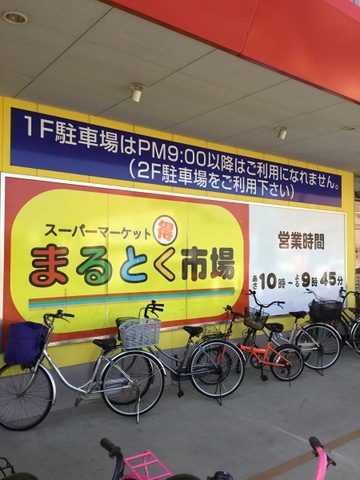 1F駐車場はPM9:00以降はご利用になれません。
(2F駐車場をご利用下さい)
スーパーマーケット 得
まるとく市場
営業時間
あさ10時~よる9時45分